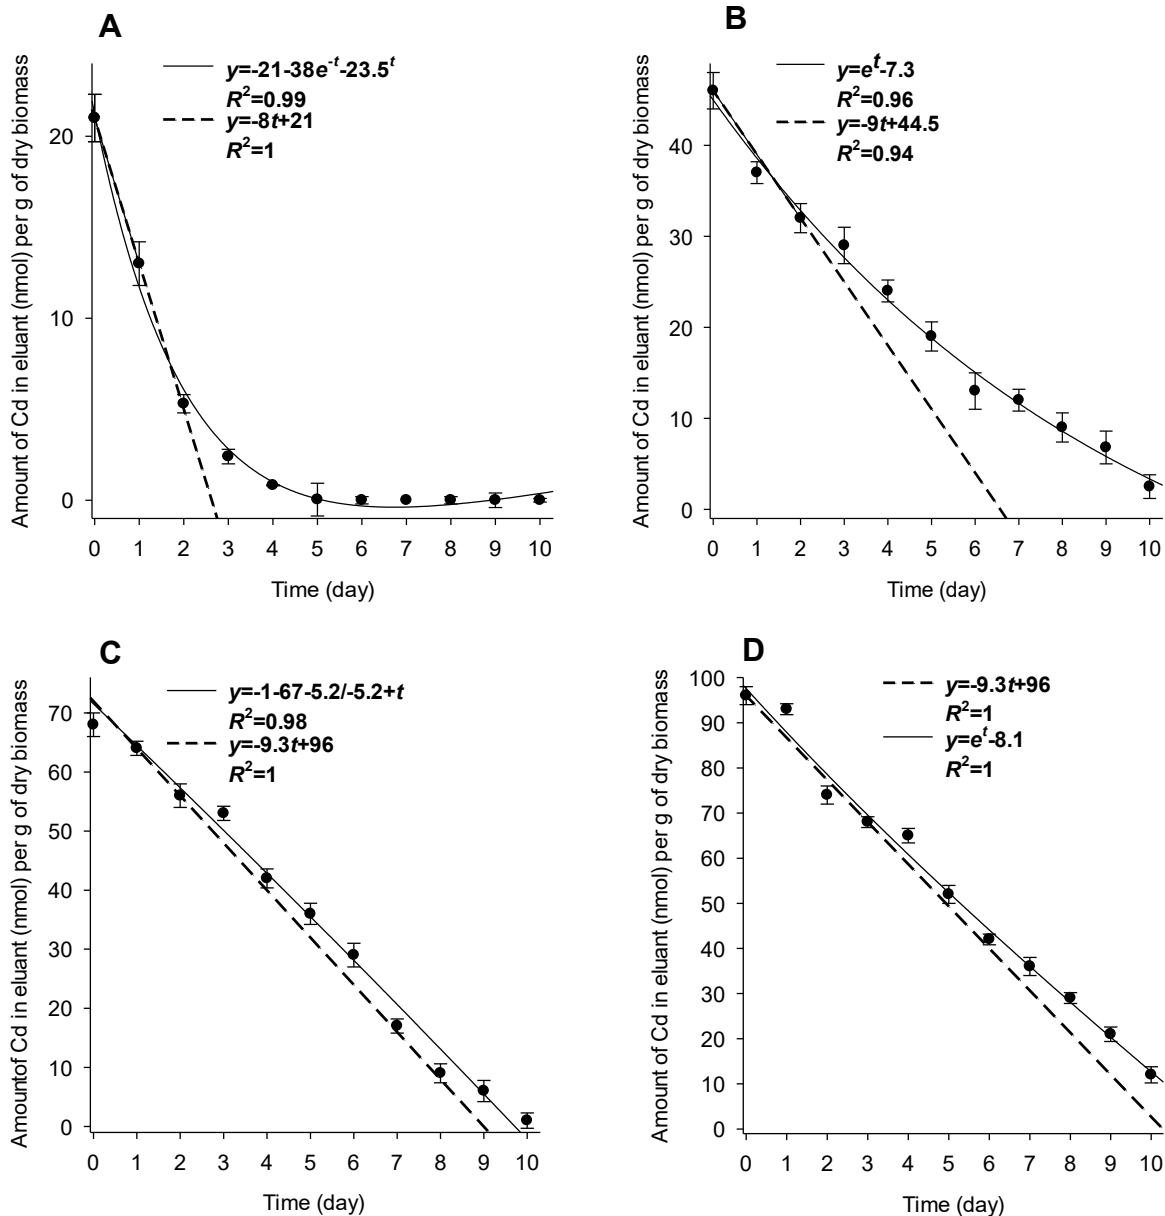 A
y=-21-38e^-t-23.5^t
R²=0.99
y=-8t+21
R²=1
Amount of Cd in eluant (nmol) per g of dry biomass
20
10
0
0 1 2 3 4 5 6 7 8 9 10
Time (day)
B
y=e^t-7.3
R²=0.96
y=-9t+44.5
R²=0.94
Amount of Cd in eluant (nmol) per g of dry biomass
40
30
20
10
0
0 1 2 3 4 5 6 7 8 9 10
Time (day)
C
y=-1-67-5.2/-5.2+t
R²=0.98
y=-9.3t+96
R²=1
Amountof Cd in eluant (nmol) per g of dry biomass
70
60
50
40
30
20
10
0
0 1 2 3 4 5 6 7 8 9 10
Time (day)
D
y=-9.3t+96
R²=1
y=e^t-8.1
R²=1
Amount of Cd in eluant (nmol) per g of dry biomass
100
90
80
70
60
50
40
30
20
10
0
0 1 2 3 4 5 6 7 8 9 10
Time (day)